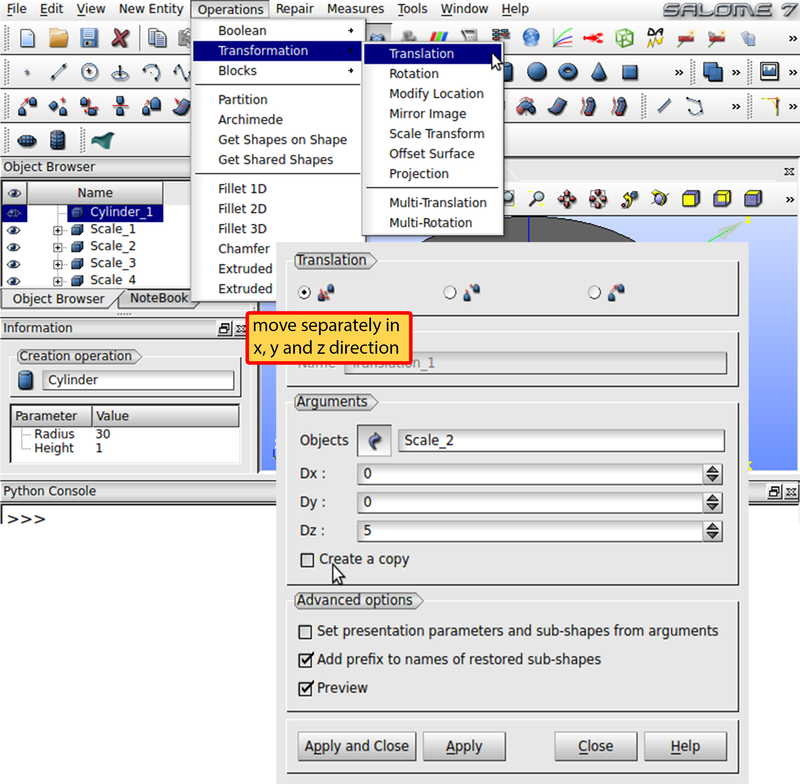 File Edit View New Entity Operations Repair Measures Tools Window Help
SALOME 7
Boolean
Transformation
Blocks
Partition
Archimede
Get Shapes on Shape
Get Shared Shapes
Fillet 1D
Fillet 2D
Fillet 3D
Chamfer
Extruded
Extruded
Translation
Rotation
Modify Location
Mirror Image
Scale Transform
Offset Surface
Projection
Multi-Translation
Multi-Rotation
Object Browser
Name
Cylinder_1
Scale_1
Scale_2
Scale_3
Scale_4
Object Browser NoteBook
Information
Creation operation
Cylinder
Parameter Value
Radius 30
Height 1
Python Console
>>>
Translation
move separately in
x, y and z direction
Name Translation_1
Arguments
Objects Scale_2
Dx : 0
Dy : 0
Dz : 5
Create a copy
Advanced options
Set presentation parameters and sub-shapes from arguments
Add prefix to names of restored sub-shapes
Preview
Apply and Close Apply Close Help